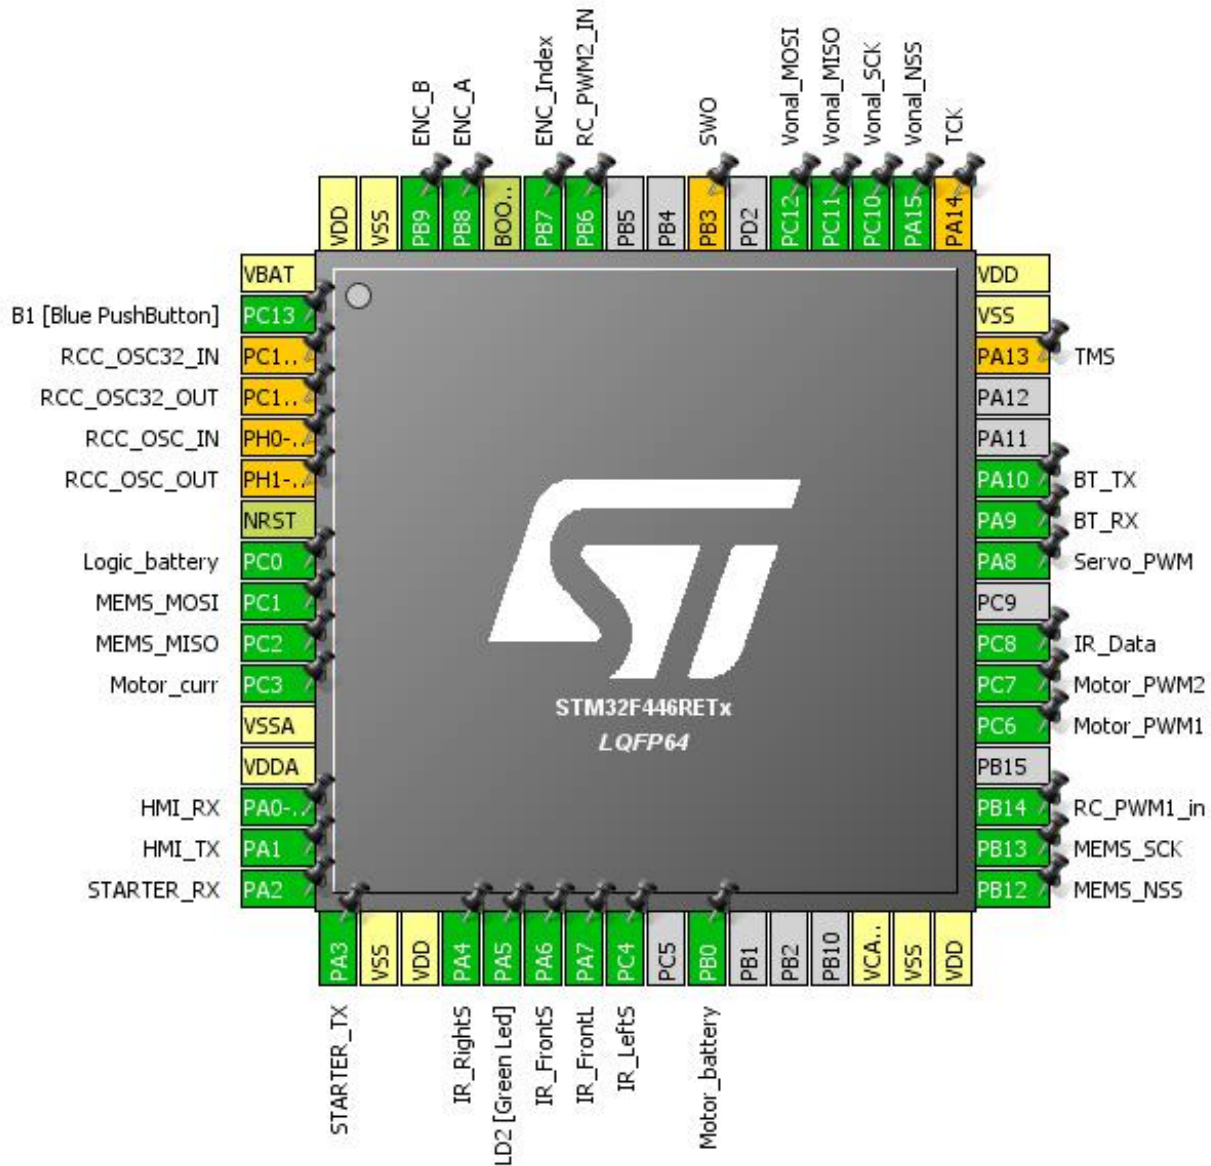 ENC_B
ENC_A
ENC_Index
RC_PWM2_IN
SWO
Vonal_MOSI
Vonal_MISO
Vonal_SCK
Vonal_NSS
TCK
VDD
VSS
PB9
PB8
BOO..
PB7
PB6
PB5
PB4
PB3
PD2
PC12
PC11
PC10
PA15
PA14
VBAT
B1 [Blue PushButton] PC13
RCC_OSC32_IN PC1..
RCC_OSC32_OUT PC1..
RCC_OSC_IN PH0-..
RCC_OSC_OUT PH1-..
NRST
Logic_battery PC0
MEMS_MOSI PC1
MEMS_MISO PC2
Motor_curr PC3
VSSA
VDDA
HMI_RX PA0-..
HMI_TX PA1
STARTER_RX PA2
STM32F446RETx
LQFP64
VDD
VSS
PA13 TMS
PA12
PA11
PA10 BT_TX
PA9 BT_RX
PA8 Servo_PWM
PC9
PC8 IR_Data
PC7 Motor_PWM2
PC6 Motor_PWM1
PB15
PB14 RC_PWM1_in
PB13 MEMS_SCK
PB12 MEMS_NSS
PA3
VSS
VDD
PA4
PA5
PA6
PA7
PC4
PC5
PB0
PB1
PB2
PB10
VCA..
VSS
VDD
STARTER_TX
IR_RightS
LD2 [Green Led]
IR_FrontS
IR_FrontL
IR_LeftS
Motor_battery